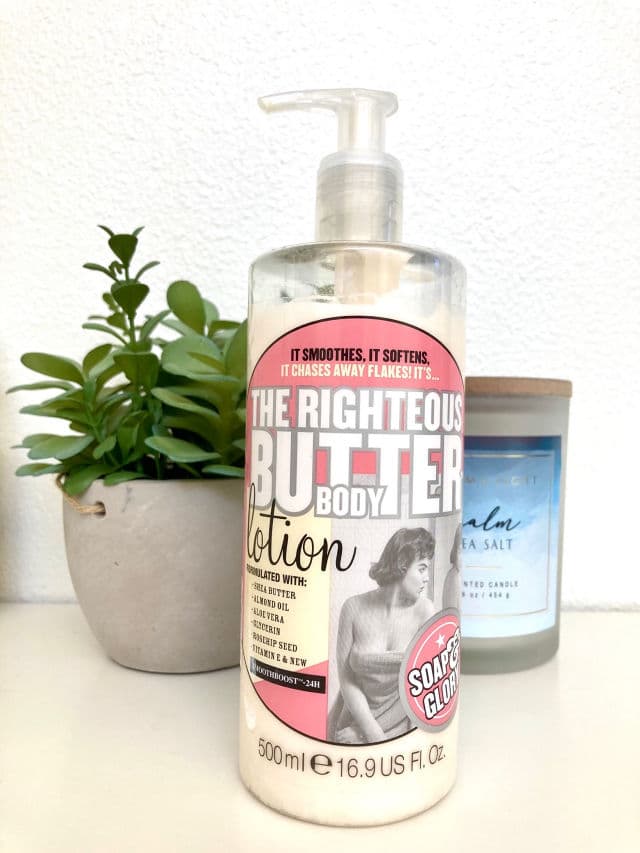 IT SMOOTHES, IT SOFTENS,
IT CHASES AWAY FLAKES! IT'S...
THE RIGHTEOUS
BUTTER
BODY
lotion
FORMULATED WITH:
· SHEA BUTTER
· ALMOND OIL
· ALOE VERA
· GLYCERIN
· ROSEHIP SEED
· VITAMIN E & NEW
SMOOTHBOOST™-24H
SOAP &
GLORY
500ml ℮ 16.9 US Fl. Oz.
alm
EA SALT
NTED CANDLE
oz / 454 g